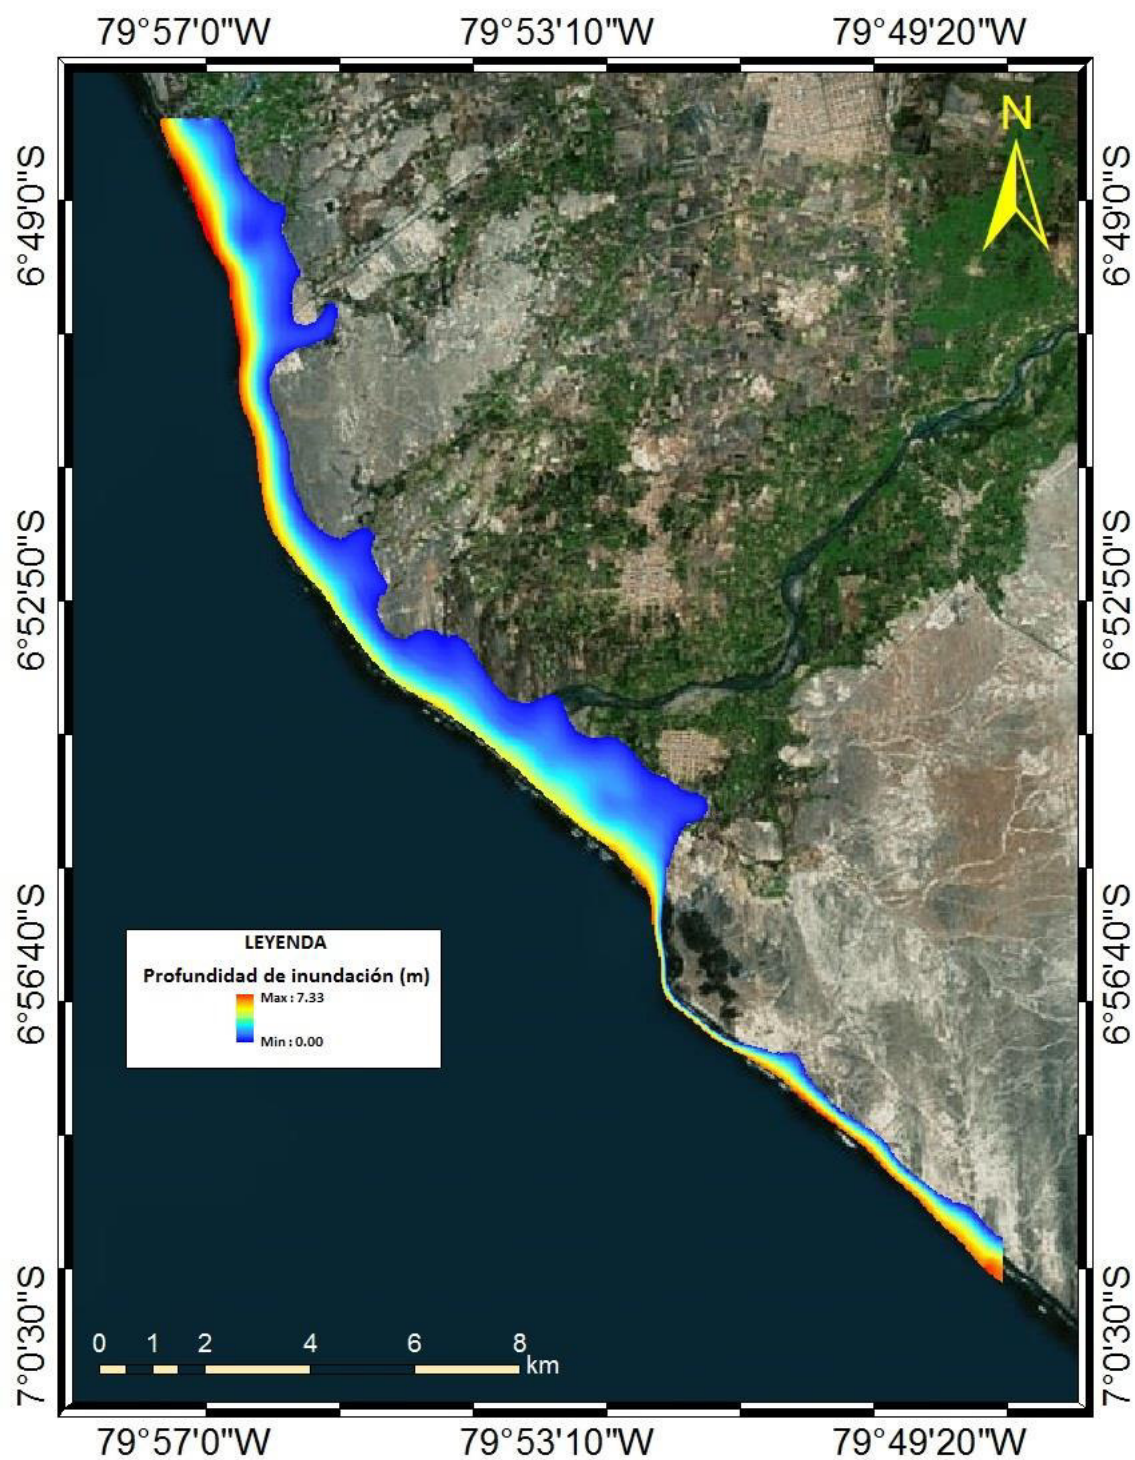 79°57'0"W 79°53'10"W 79°49'20"W
N
6°49'0"S
6°49'0"S
6°52'50"S
6°52'50"S
6°56'40"S
6°56'40"S
LEYENDA
Profundidad de inundación (m)
Max : 7.33
Min : 0.00
7°0'30"S
7°0'30"S
0 1 2 4 6 8
km
79°57'0"W 79°53'10"W 79°49'20"W